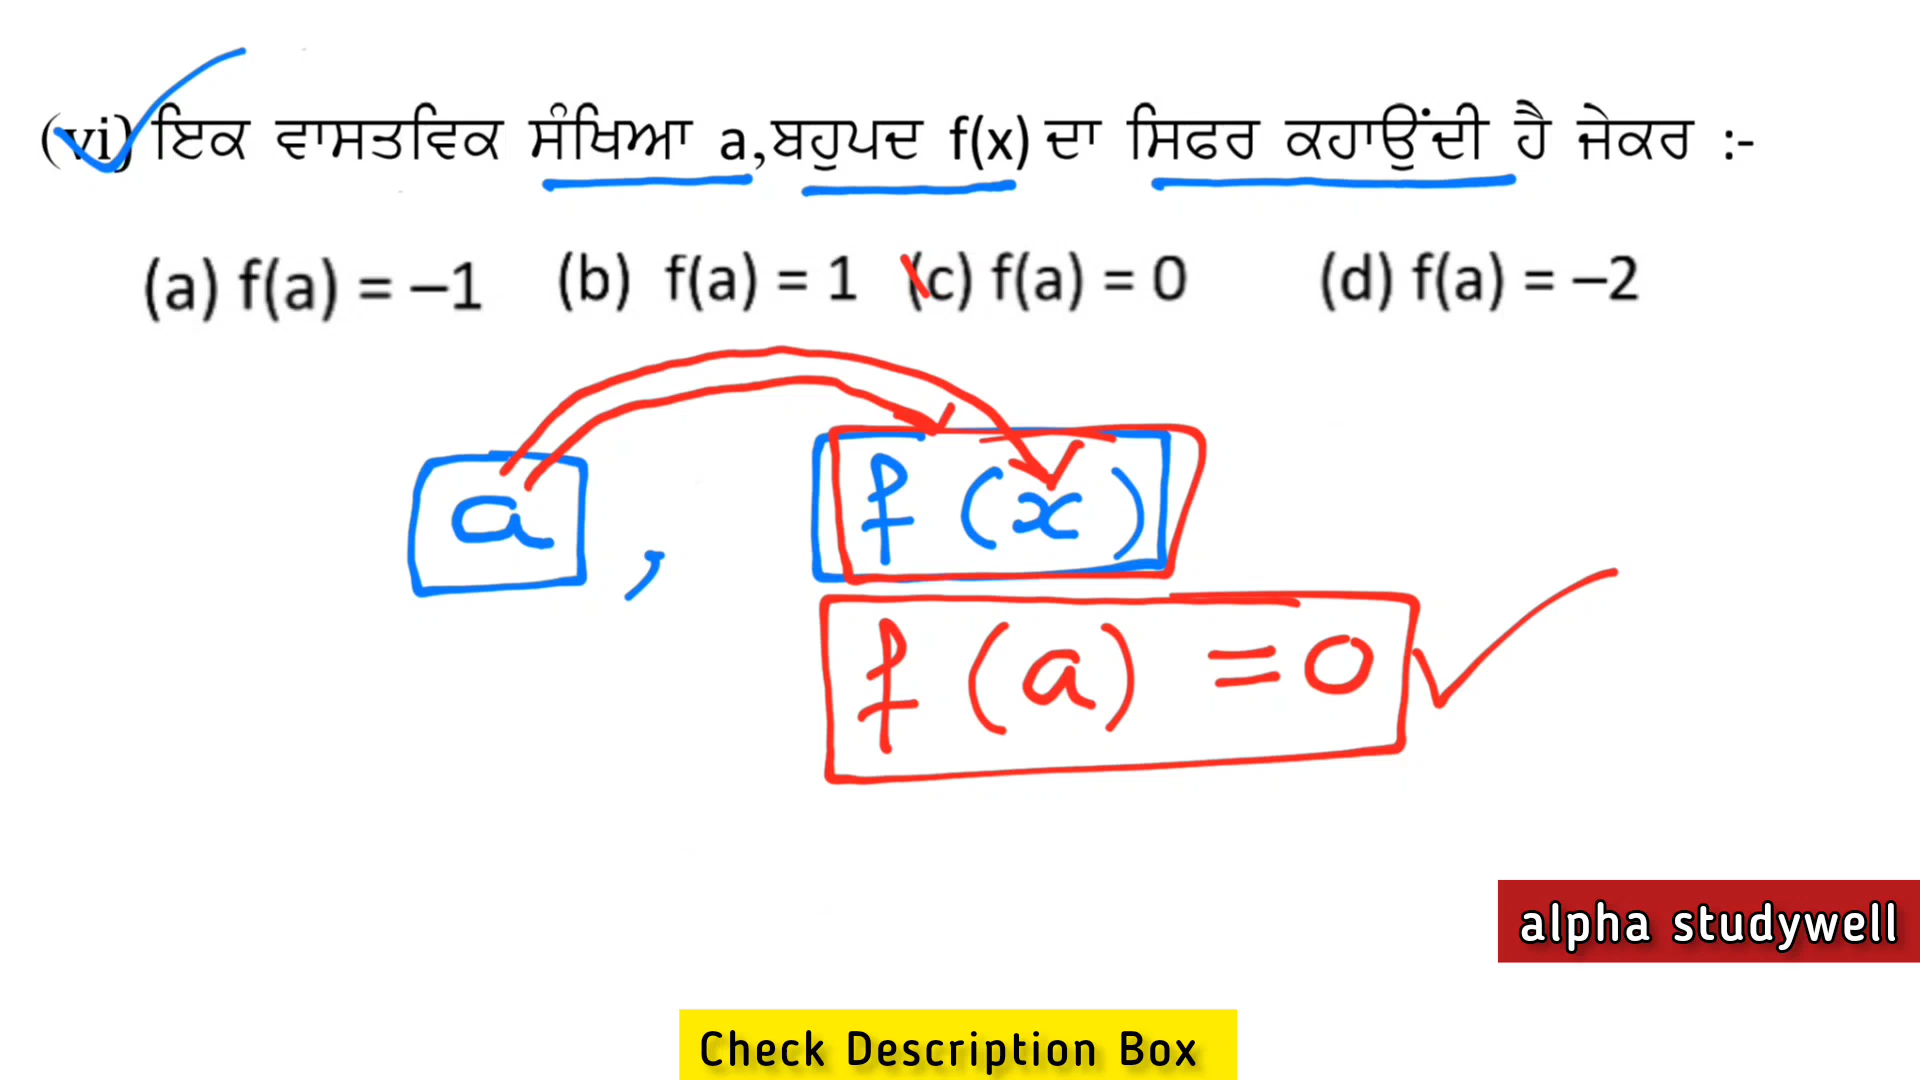 (vi) ਇਕ ਵਾਸਤਵਿਕ ਸੰਖਿਆ a,ਬਹੁਪਦ f(x) ਦਾ ਸਿਫਰ ਕਹਾਉਂਦੀ ਹੈ ਜੇਕਰ :-
(a) f(a) = –1 (b) f(a) = 1 (c) f(a) = 0 (d) f(a) = –2
a , f (x)
f (a) = 0
alpha studywell
Check Description Box